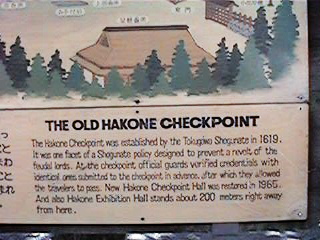 THE OLD HAKONE CHECKPOINT
The Hakone Checkpoint was established by the Tokugawa Shogunate in 1619.
It was one facet of a Shogunate policy designed to prevent a revolt of the
feudal lords. At the checkpoint official guards verified credentials with
identical ones submitted to the checkpoint in advance, after which they allowed
the travelers to pass. New Hakone Checkpoint Hall was restored in 1965.
And also Hakone Exhibition Hall stands about 200 meters right away
from here.